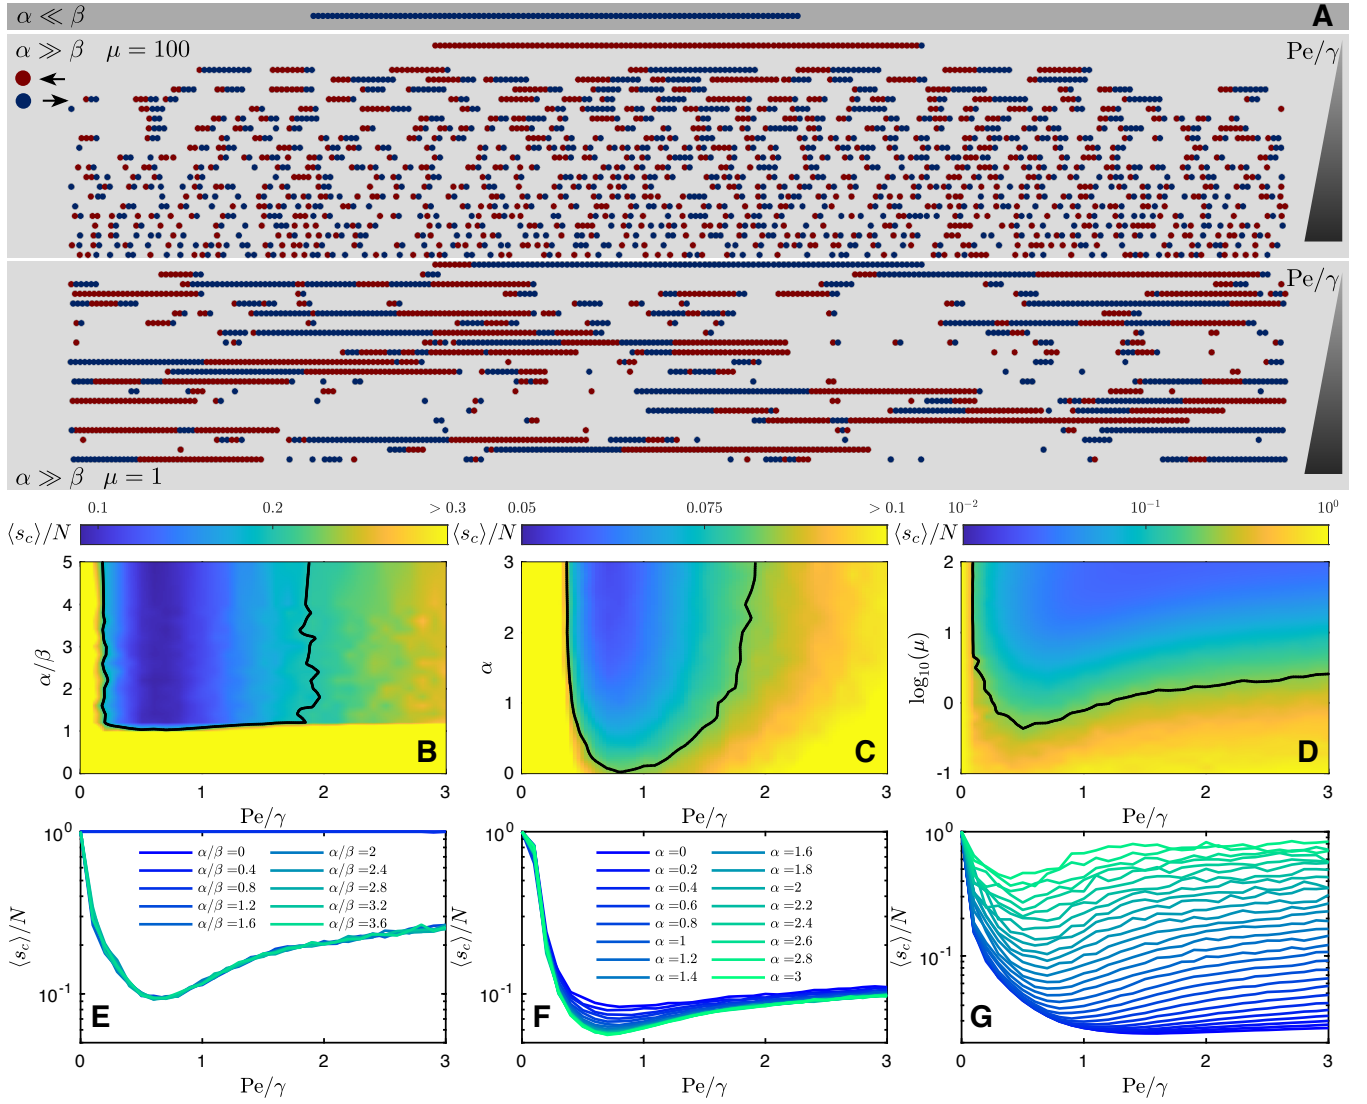 α ≪ β A
α ≫ β μ = 100 Pe/γ
Pe/γ
α ≫ β μ = 1
⟨s_c⟩/N 0.1 0.2 > 0.3
⟨s_c⟩/N 0.05 0.075 > 0.1
⟨s_c⟩/N 10⁻² 10⁻¹ 10⁰
α/β
5
4
3
2
1
0
0 1 2 3
Pe/γ
B
α
3
2
1
0
0 1 2 3
Pe/γ
C
log₁₀(μ)
2
1
0
-1
0 1 2 3
Pe/γ
D
⟨s_c⟩/N
10⁰
10⁻¹
α/β =0 α/β =2
α/β =0.4 α/β =2.4
α/β =0.8 α/β =2.8
α/β =1.2 α/β =3.2
α/β =1.6 α/β =3.6
E
0 1 2 3
Pe/γ
⟨s_c⟩/N
10⁰
10⁻¹
α =0 α =1.6
α =0.2 α =1.8
α =0.4 α =2
α =0.6 α =2.2
α =0.8 α =2.4
α =1 α =2.6
α =1.2 α =2.8
α =1.4 α =3
F
0 1 2 3
Pe/γ
⟨s_c⟩/N
10⁰
10⁻¹
G
0 1 2 3
Pe/γ